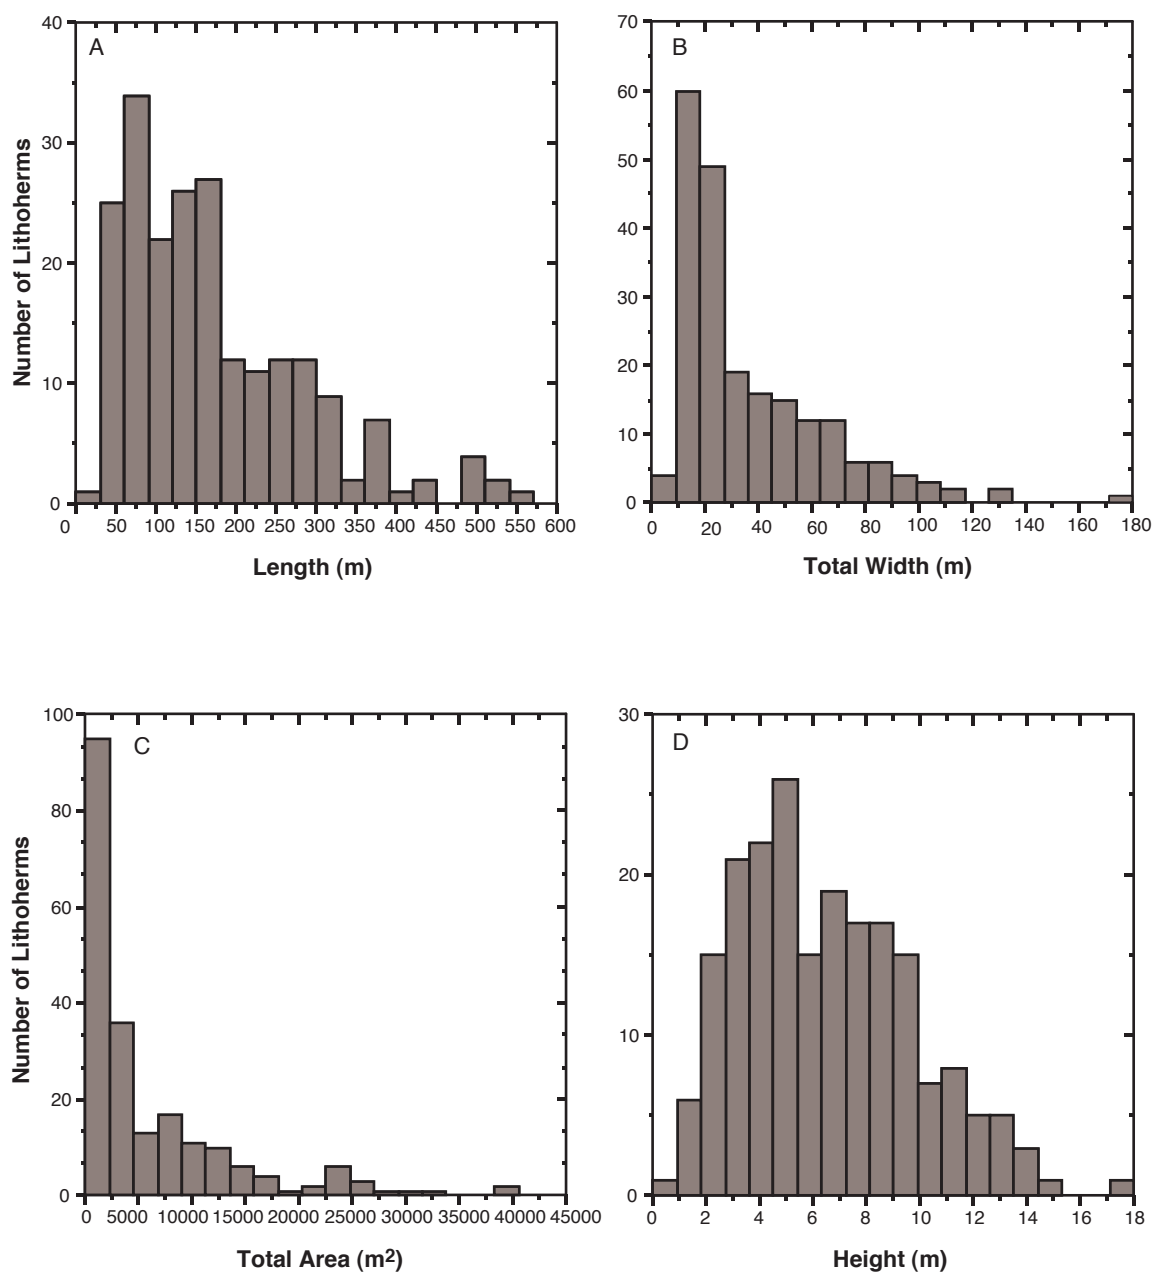 A
40
30
20
10
0
Number of Lithoherms
0 50 100 150 200 250 300 350 400 450 500 550 600
Length (m)
B
70
60
50
40
30
20
10
0
0 20 40 60 80 100 120 140 160 180
Total Width (m)
C
100
80
60
40
20
0
Number of Lithoherms
0 5000 10000 15000 20000 25000 30000 35000 40000 45000
Total Area (m2)
D
30
20
10
0
0 2 4 6 8 10 12 14 16 18
Height (m)